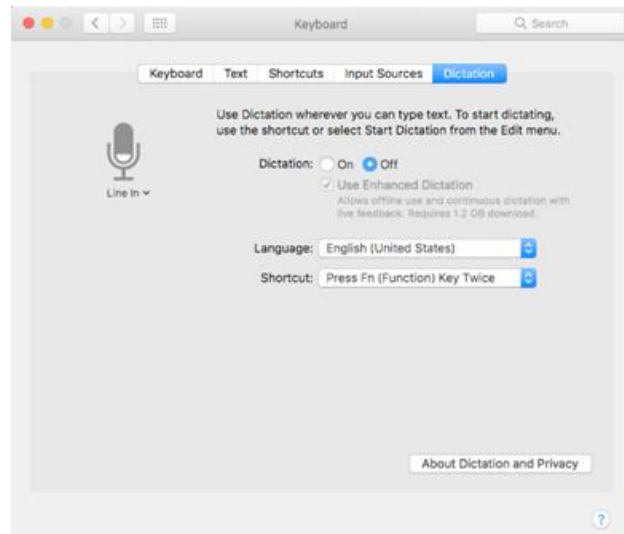 Keyboard
Search
Keyboard Text Shortcuts Input Sources Dictation
Use Dictation wherever you can type text. To start dictating,
use the shortcut or select Start Dictation from the Edit menu.
Line In
Dictation: On Off
Use Enhanced Dictation
Allows offline use and continuous dictation with
live feedback. Requires 1.2 GB download.
Language: English (United States)
Shortcut: Press Fn (Function) Key Twice
About Dictation and Privacy
?